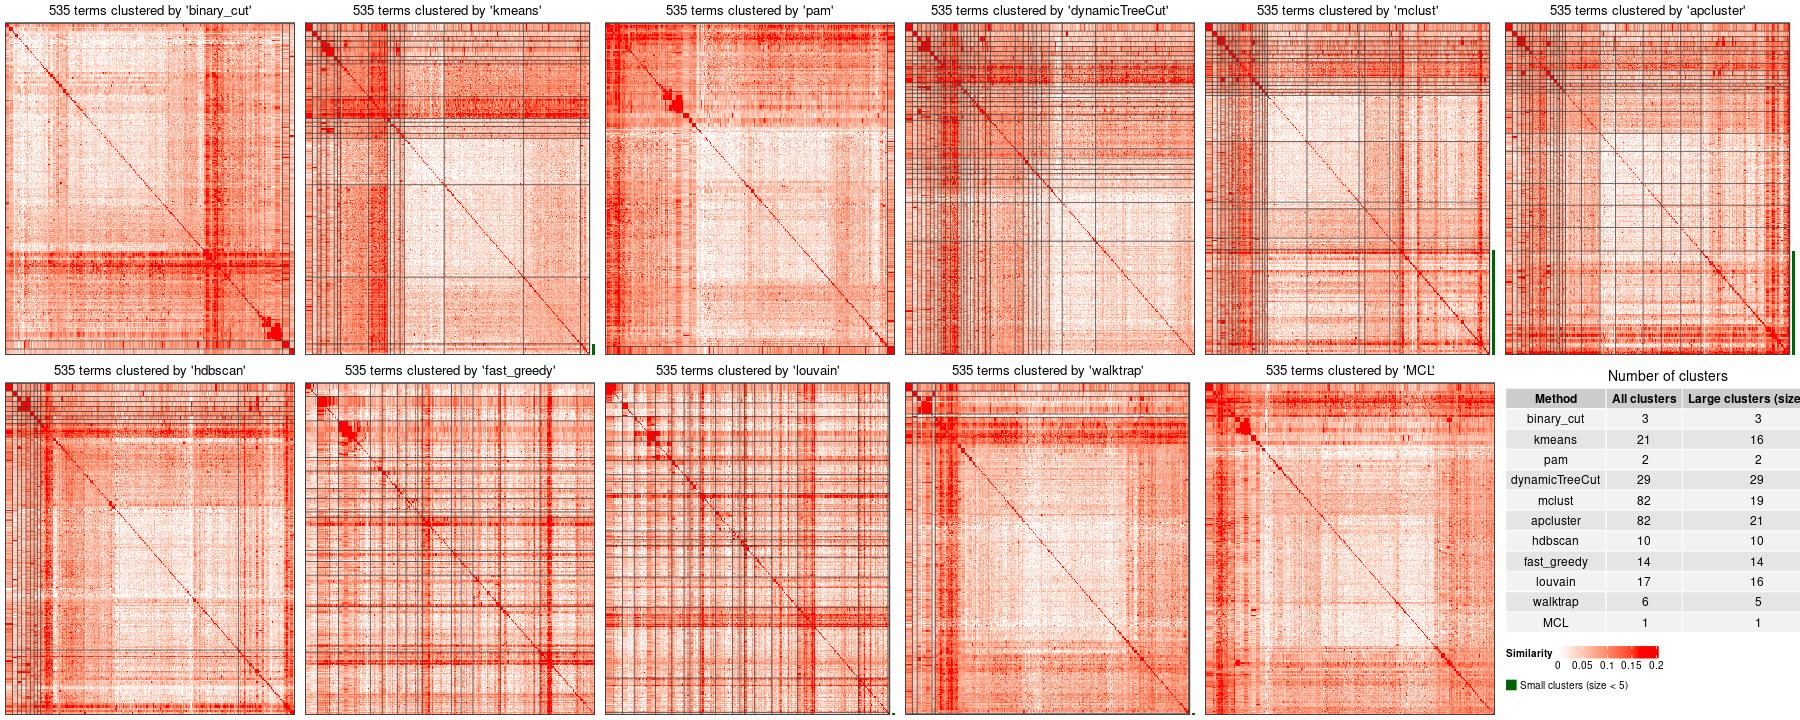 535 terms clustered by 'binary_cut'
535 terms clustered by 'kmeans'
535 terms clustered by 'pam'
535 terms clustered by 'dynamicTreeCut'
535 terms clustered by 'mclust'
535 terms clustered by 'apcluster'
535 terms clustered by 'hdbscan'
535 terms clustered by 'fast_greedy'
535 terms clustered by 'louvain'
535 terms clustered by 'walktrap'
535 terms clustered by 'MCL'
Number of clusters
Method All clusters Large clusters (size
binary_cut 3 3
kmeans 21 16
pam 2 2
dynamicTreeCut 29 29
mclust 82 19
apcluster 82 21
hdbscan 10 10
fast_greedy 14 14
louvain 17 16
walktrap 6 5
MCL 1 1
Similarity
0 0.05 0.1 0.15 0.2
Small clusters (size < 5)